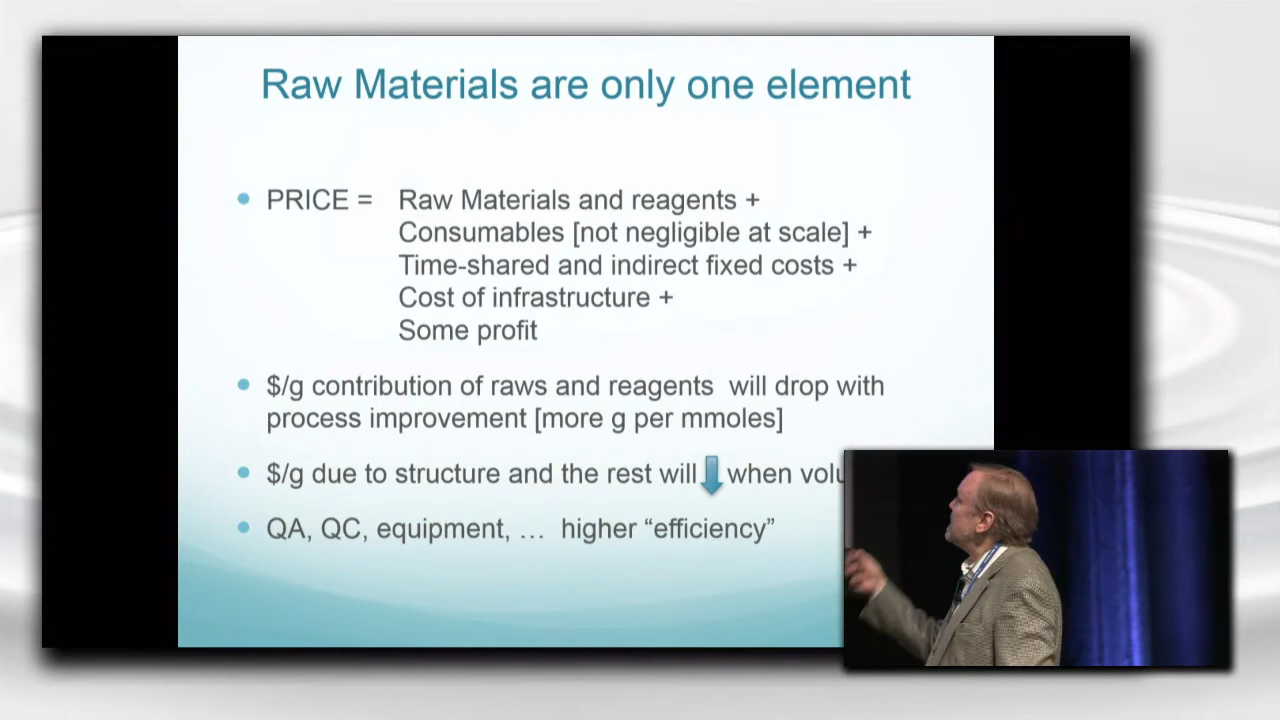 Raw Materials are only one element
• PRICE = Raw Materials and reagents +
Consumables [not negligible at scale] +
Time-shared and indirect fixed costs +
Cost of infrastructure +
Some profit
• $/g contribution of raws and reagents will drop with
process improvement [more g per mmoles]
• $/g due to structure and the rest will when
• QA, QC, equipment, … higher “efficiency”